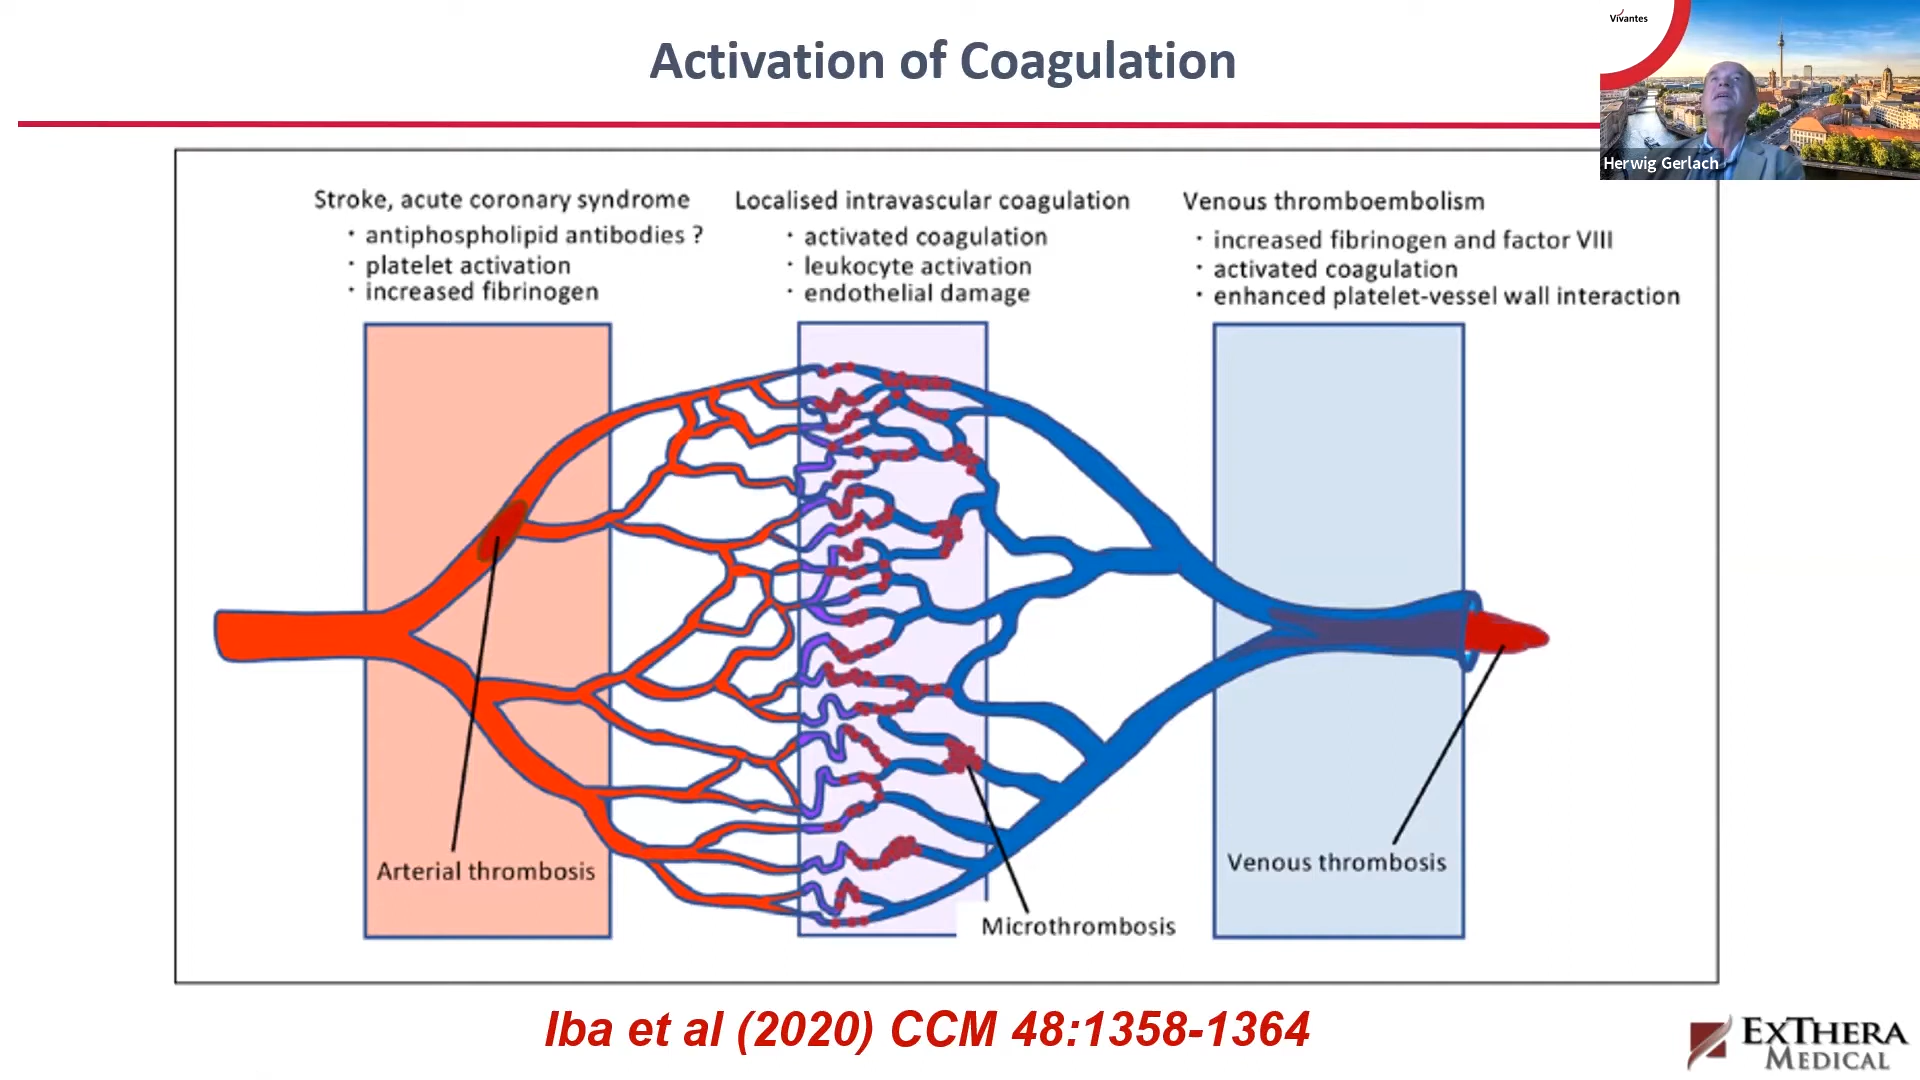 Activation of Coagulation
Vivantes
Herwig Gerlach
Stroke, acute coronary syndrome
· antiphospholipid antibodies ?
· platelet activation
· increased fibrinogen
Localised intravascular coagulation
· activated coagulation
· leukocyte activation
· endothelial damage
Venous thromboembolism
· increased fibrinogen and factor VIII
· activated coagulation
· enhanced platelet-vessel wall interaction
Arterial thrombosis
Microthrombosis
Venous thrombosis
Iba et al (2020) CCM 48:1358-1364
EXTHERA
MEDICAL